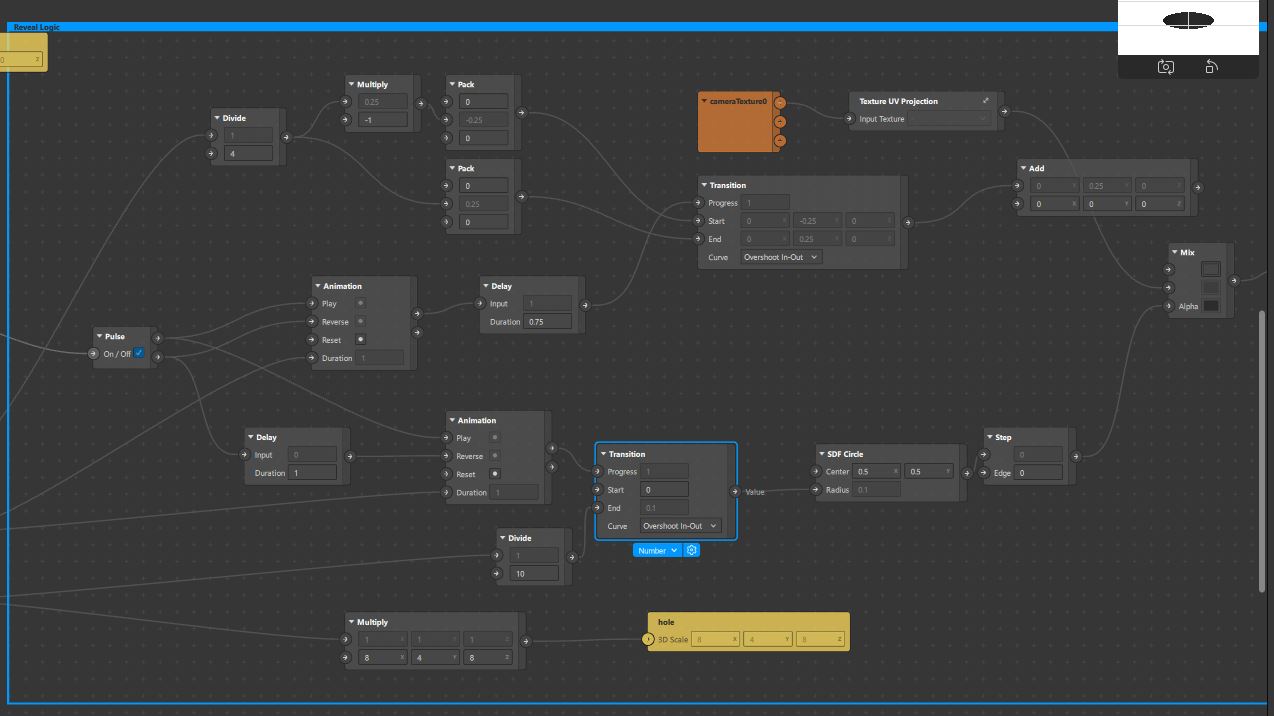 Reveal Logic
0 Z
Multiply
0.25
-1
Pack
0
-0.25
0
Divide
1
4
Pack
0
0.25
0
cameraTexture0
Texture UV Projection
Input Texture -
Transition
Progress 1
Start 0 X -0.25 Y 0 Z
End 0 X 0.25 Y 0 Z
Curve Overshoot In-Out
Add
0 X 0.25 Y 0 Z
0 X 0 Y 0 Z
Mix
Alpha
Animation
Play
Reverse
Reset
Duration 1
Delay
Input 1
Duration 0.75
Pulse
On / Off
Delay
Input 0
Duration 1
Animation
Play
Reverse
Reset
Duration 1
Transition
Progress 1
Start 0
End 0.1
Curve Overshoot In-Out
Value
Number
SDF Circle
Center 0.5 X 0.5 Y
Radius 0.1
Step
0
Edge 0
Divide
1
10
Multiply
1 X 1 Y 1 Z
8 X 4 Y 8 Z
hole
3D Scale 8 X 4 Y 8 Z